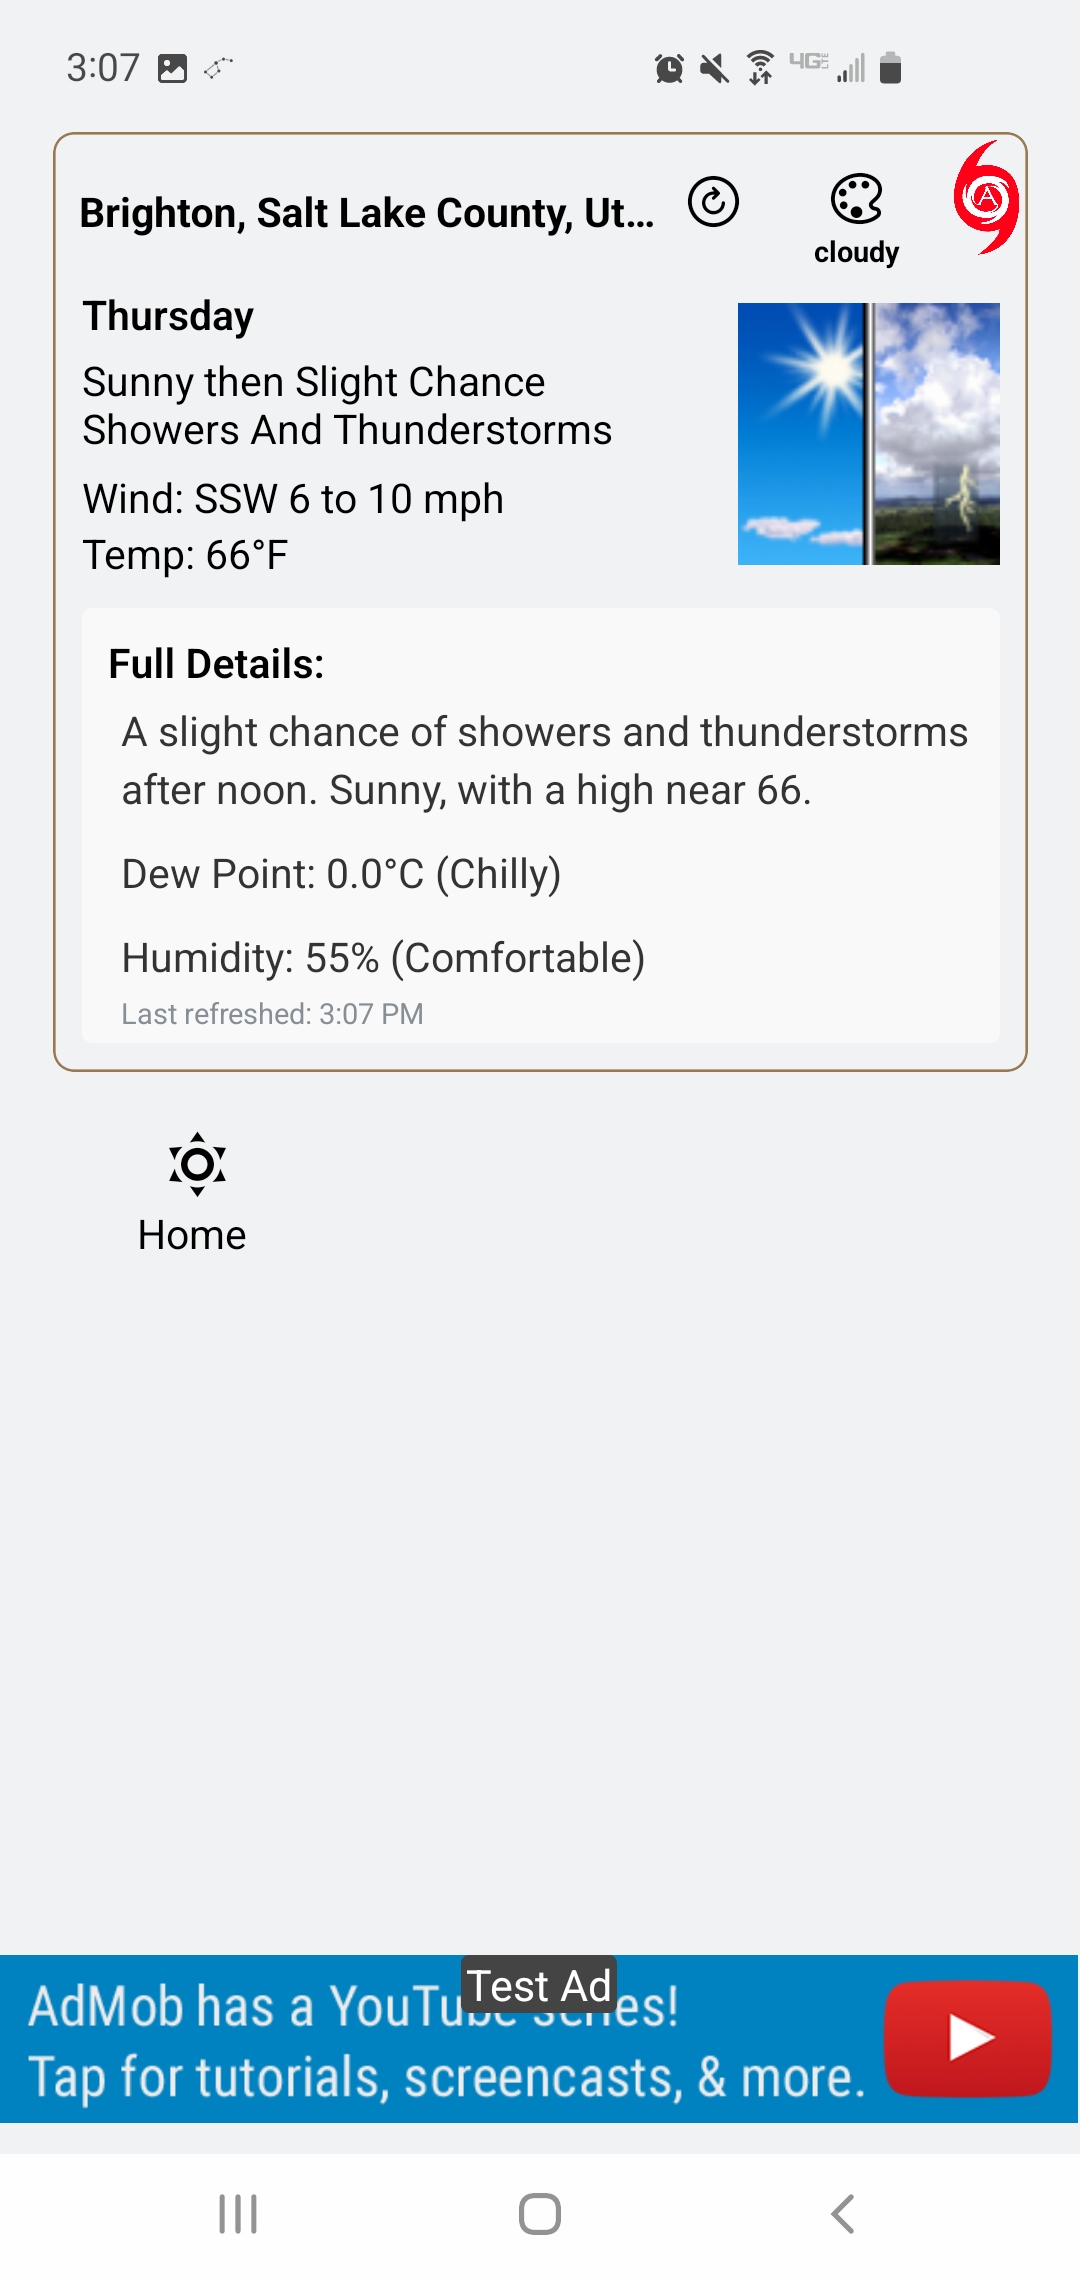 3:07
4G LTE
Brighton, Salt Lake County, Ut...
A
cloudy
Thursday
Sunny then Slight Chance
Showers And Thunderstorms
Wind: SSW 6 to 10 mph
Temp: 66°F
Full Details:
A slight chance of showers and thunderstorms
after noon. Sunny, with a high near 66.
Dew Point: 0.0°C (Chilly)
Humidity: 55% (Comfortable)
Last refreshed: 3:07 PM
Home
Test Ad
AdMob has a YouTube series!
Tap for tutorials, screencasts, & more.